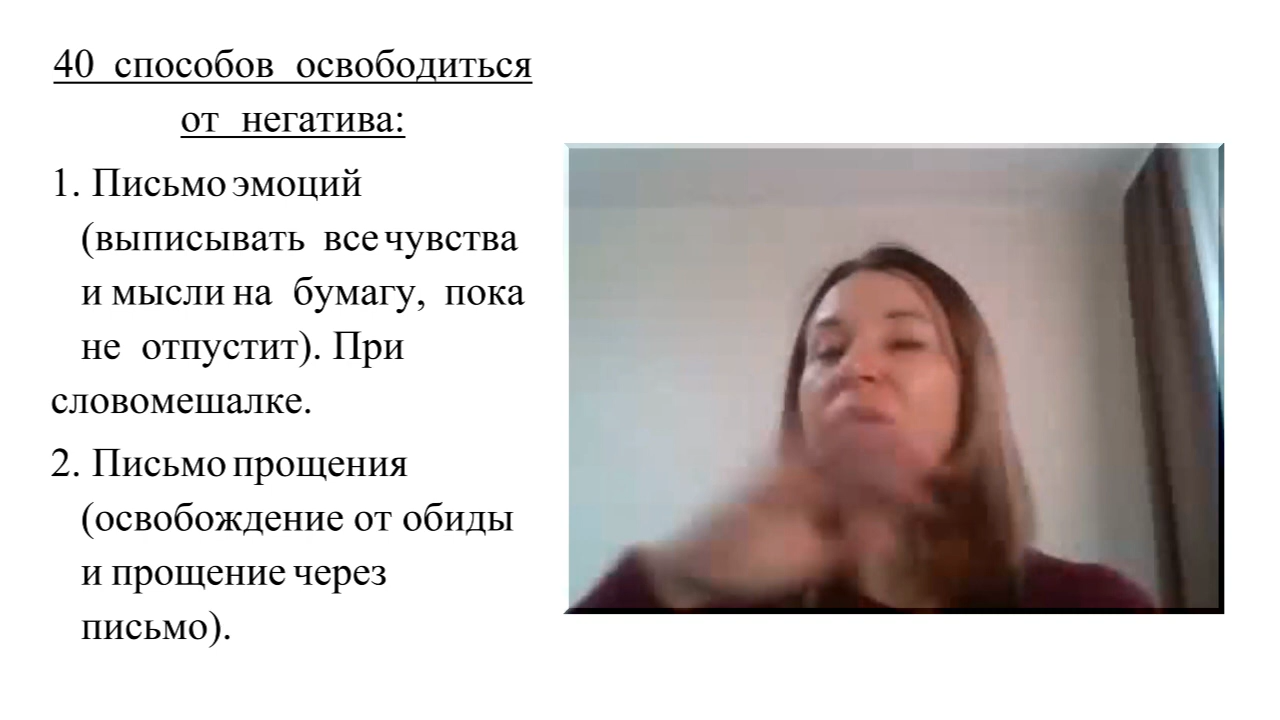 40 способов освободиться
от негатива:
1. Письмо эмоций
(выписывать все чувства
и мысли на бумагу, пока
не отпустит). При
словомешалке.
2. Письмо прощения
(освобождение от обиды
и прощение через
письмо).